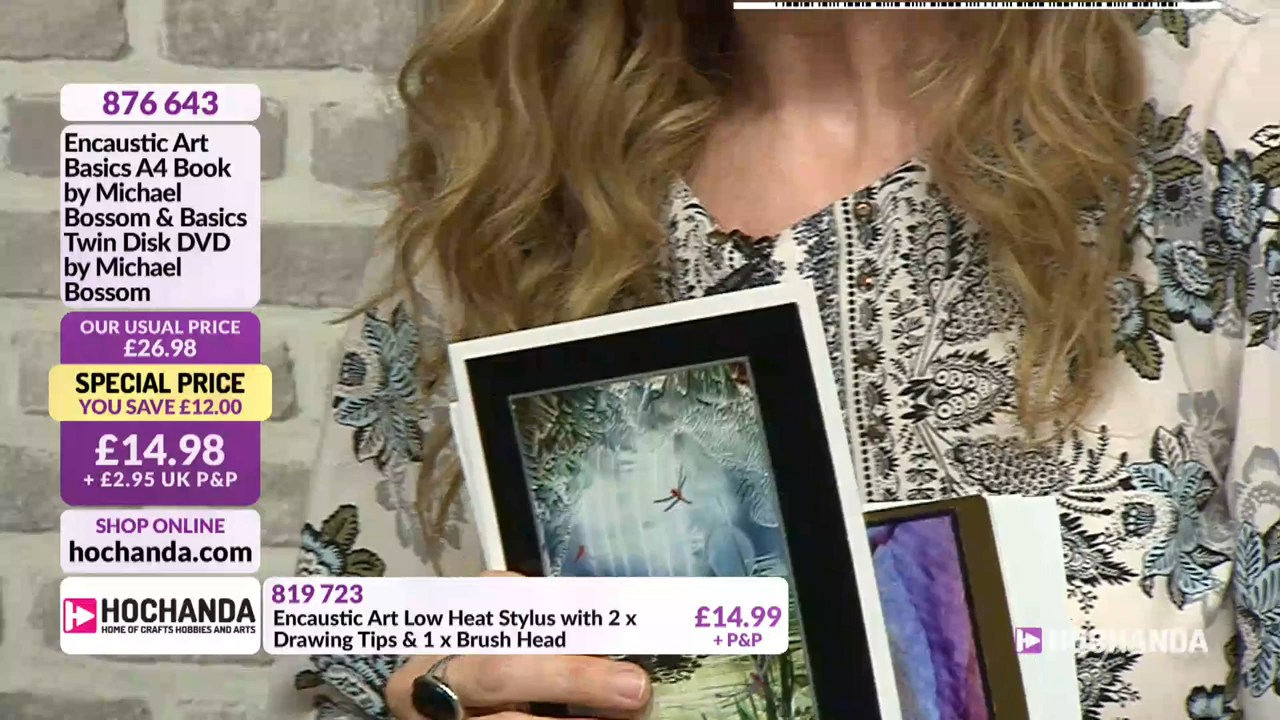 876 643
Encaustic Art
Basics A4 Book
by Michael
Bossom & Basics
Twin Disk DVD
by Michael
Bossom
OUR USUAL PRICE
£26.98
SPECIAL PRICE
YOU SAVE £12.00
£14.98
+ £2.95 UK P&P
SHOP ONLINE
hochanda.com
HOCHANDA
HOME OF CRAFTS HOBBIES AND ARTS
819 723
Encaustic Art Low Heat Stylus with 2 x
Drawing Tips & 1 x Brush Head
£14.99
+ P&P
HOCHANDA